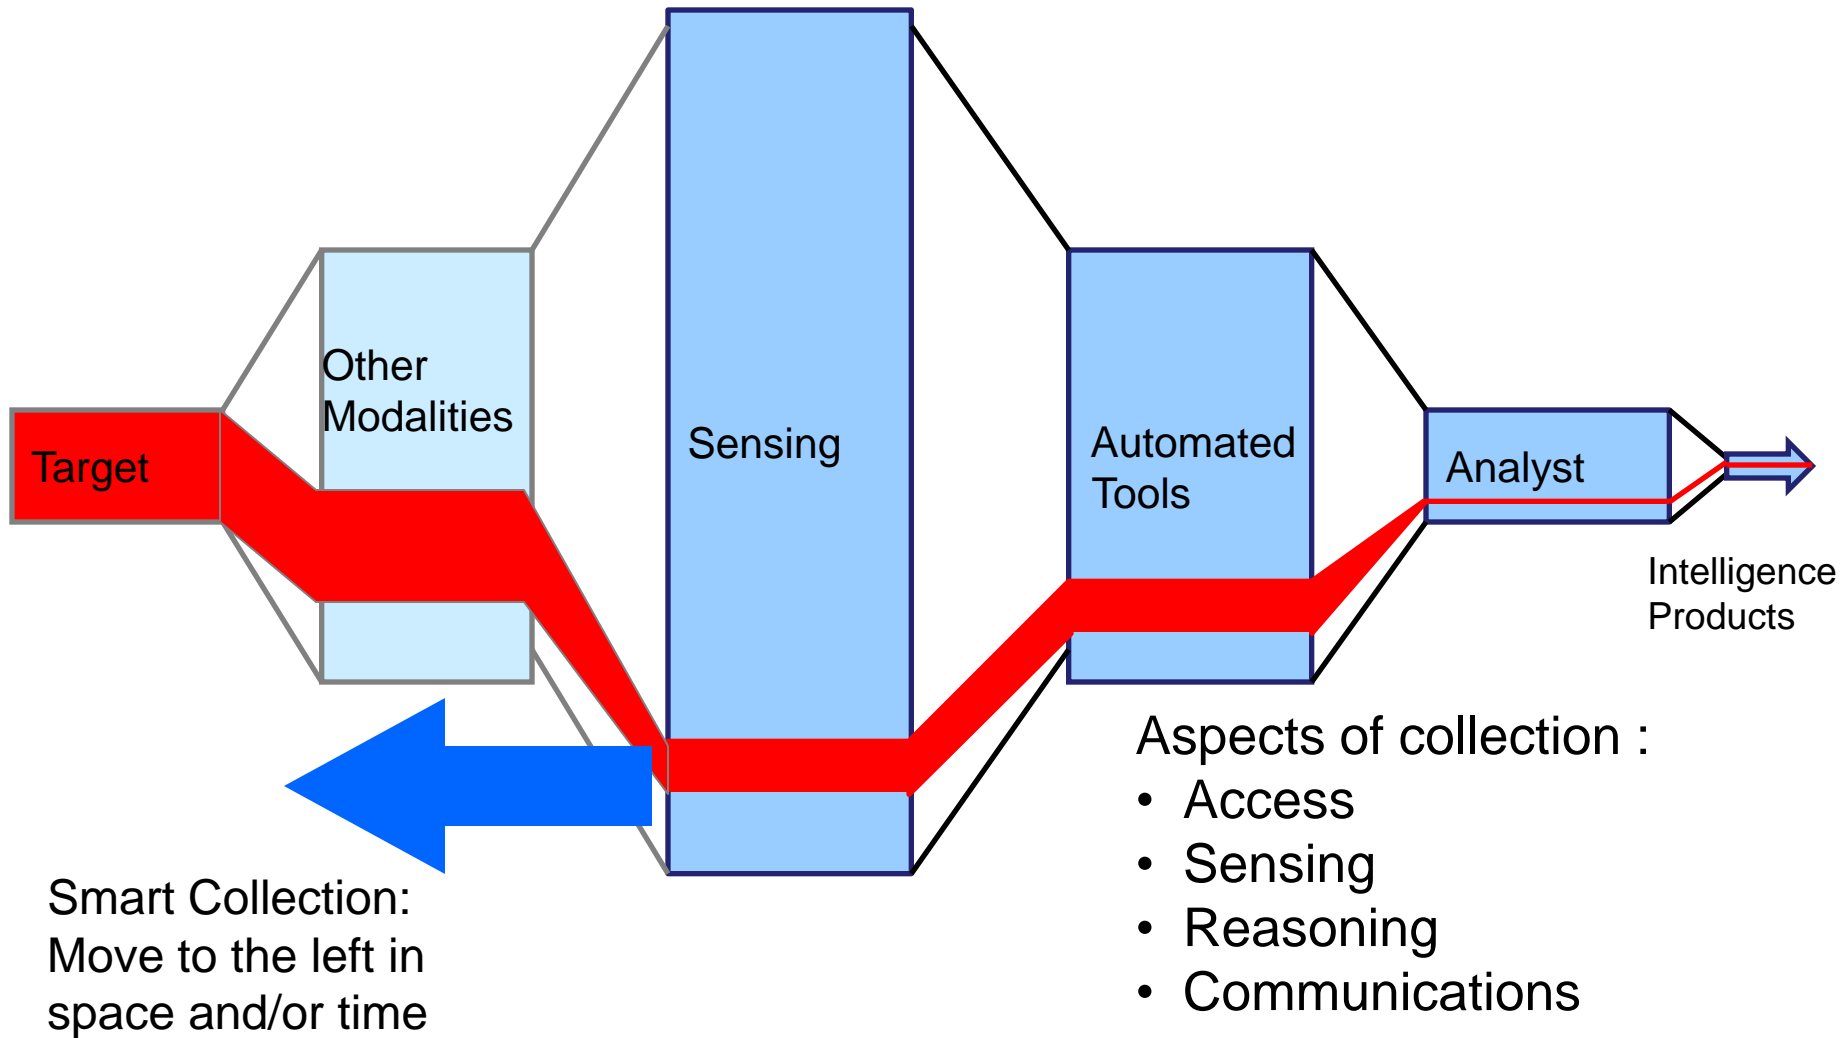 Target
Other
Modalities
Sensing
Automated
Tools
Analyst
Intelligence
Products
Smart Collection:
Move to the left in
space and/or time
Aspects of collection :
• Access
• Sensing
• Reasoning
• Communications